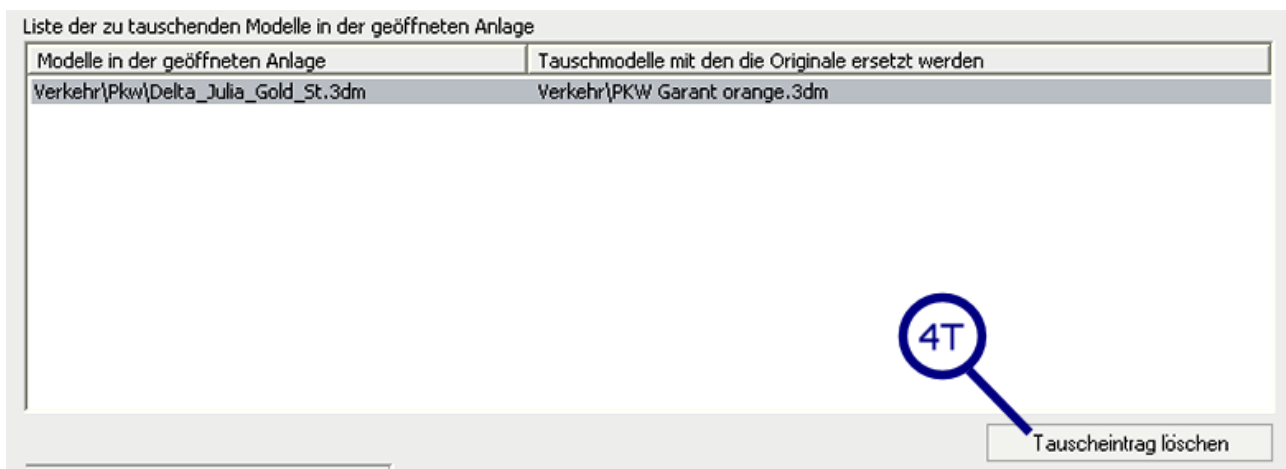 Liste der zu tauschenden Modelle in der geöffneten Anlage
Modelle in der geöffneten Anlage Tauschmodelle mit den die Originale ersetzt werden
Verkehr\Pkw\Delta_Julia_Gold_St.3dm Verkehr\PKW Garant orange.3dm
4T
Tauscheintrag löschen